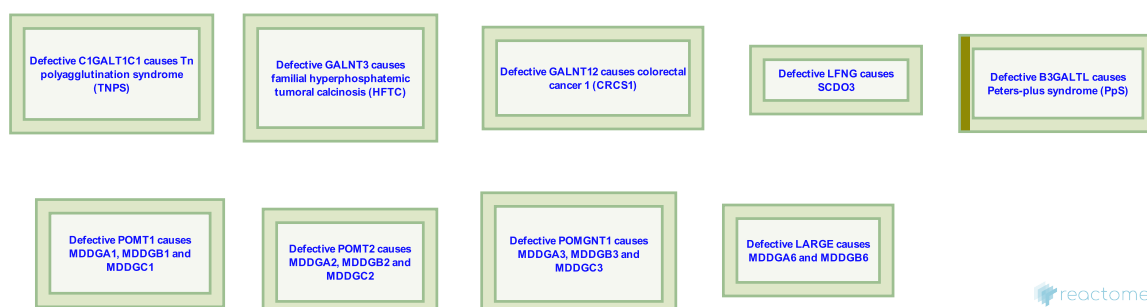 Defective C1GALT1C1 causes Tn
polyagglutination syndrome
(TNPS)
Defective GALNT3 causes
familial hyperphosphatemic
tumoral calcinosis (HFTC)
Defective GALNT12 causes colorectal
cancer 1 (CRCS1)
Defective LFNG causes
SCDO3
Defective B3GALTL causes
Peters-plus syndrome (PpS)
Defective POMT1 causes
MDDGA1, MDDGB1 and
MDDGC1
Defective POMT2 causes
MDDGA2, MDDGB2 and
MDDGC2
Defective POMGNT1 causes
MDDGA3, MDDGB3 and
MDDGC3
Defective LARGE causes
MDDGA6 and MDDGB6
reactome